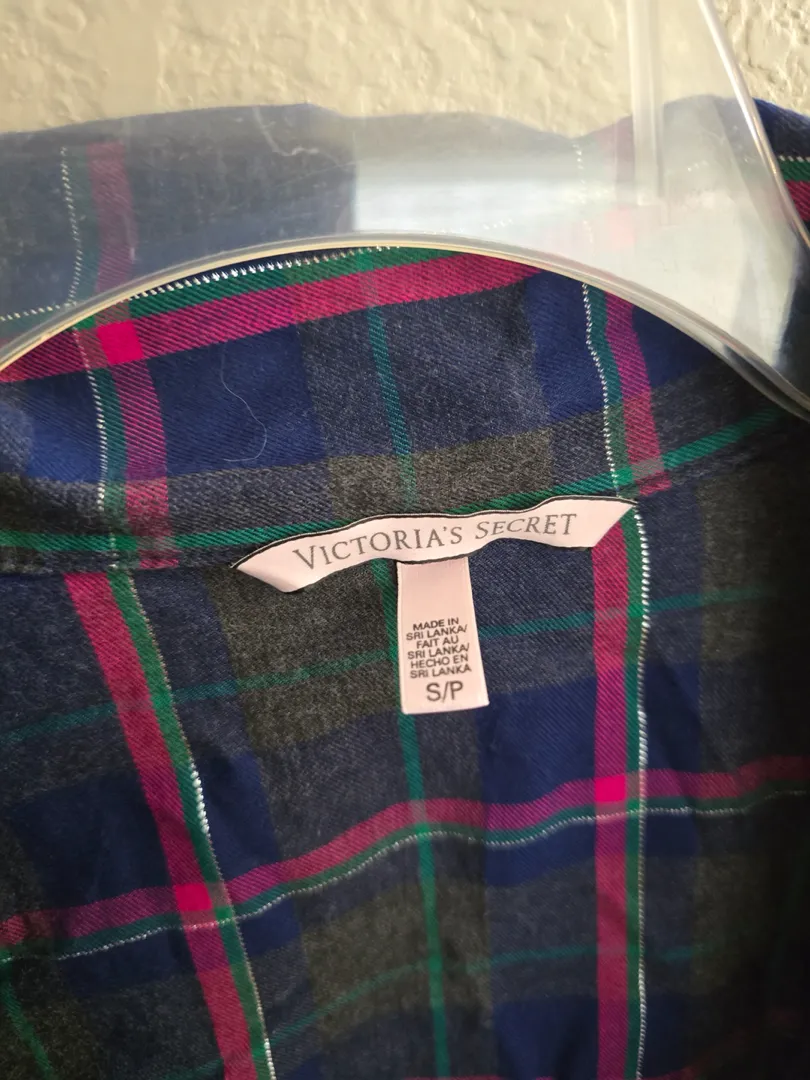 VICTORIA'S SECRET
MADE IN
SRI LANKA/
FAIT AU
SRI LANKA/
HECHO EN
SRI LANKA
S/P